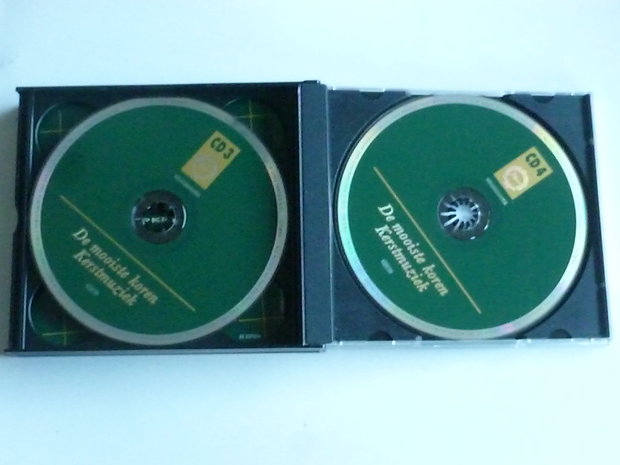 CD 3
De mooiste koren
Kerstmuziek
CD 4
De mooiste koren
Kerstmuziek